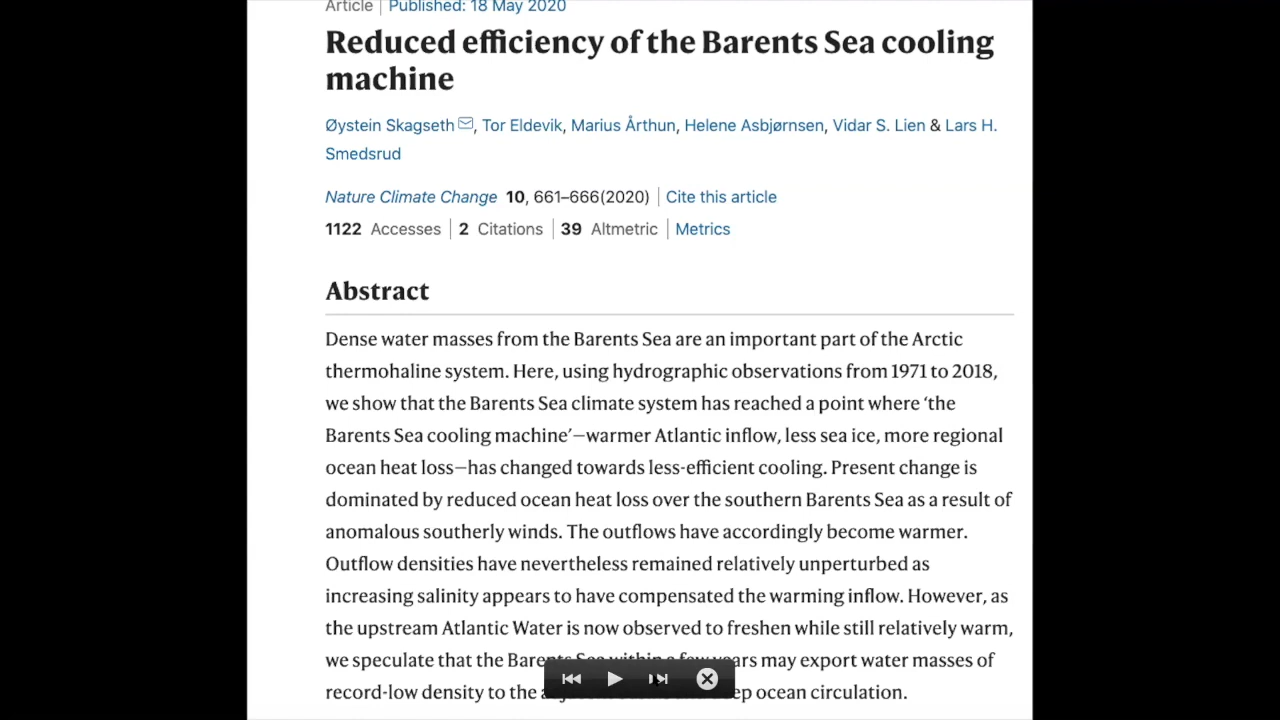 Article | Published: 18 May 2020
Reduced efficiency of the Barents Sea cooling
machine
Øystein Skagseth, Tor Eldevik, Marius Årthun, Helene Asbjørnsen, Vidar S. Lien & Lars H.
Smedsrud
Nature Climate Change 10, 661–666(2020) | Cite this article
1122 Accesses | 2 Citations | 39 Altmetric | Metrics
Abstract
Dense water masses from the Barents Sea are an important part of the Arctic
thermohaline system. Here, using hydrographic observations from 1971 to 2018,
we show that the Barents Sea climate system has reached a point where ‘the
Barents Sea cooling machine’—warmer Atlantic inflow, less sea ice, more regional
ocean heat loss—has changed towards less-efficient cooling. Present change is
dominated by reduced ocean heat loss over the southern Barents Sea as a result of
anomalous southerly winds. The outflows have accordingly become warmer.
Outflow densities have nevertheless remained relatively unperturbed as
increasing salinity appears to have compensated the warming inflow. However, as
the upstream Atlantic Water is now observed to freshen while still relatively warm,
we speculate that the Barents Sea within a few years may export water masses of
record-low density to the ocean circulation.